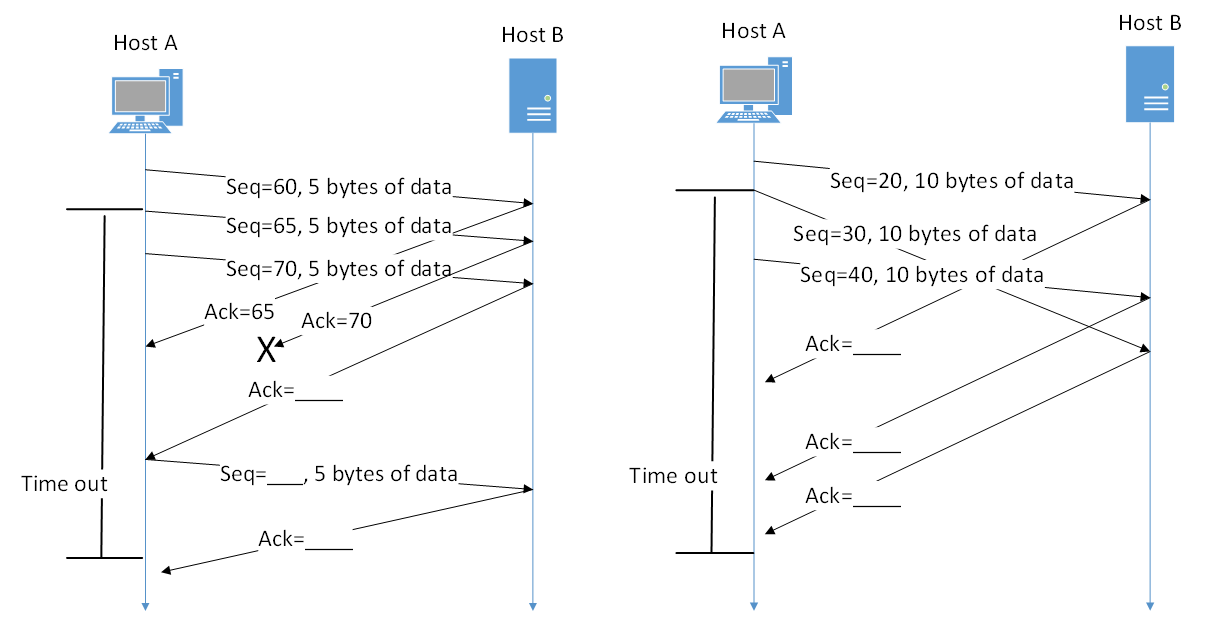 Host A
Host B
Seq=60, 5 bytes of data
Seq=65, 5 bytes of data
Seq=70, 5 bytes of data
Ack=65
Ack=70
X
Ack=____
Seq=___, 5 bytes of data
Time out
Ack=____
Host A
Host B
Seq=20, 10 bytes of data
Seq=30, 10 bytes of data
Seq=40, 10 bytes of data
Ack=____
Ack=____
Time out
Ack=____